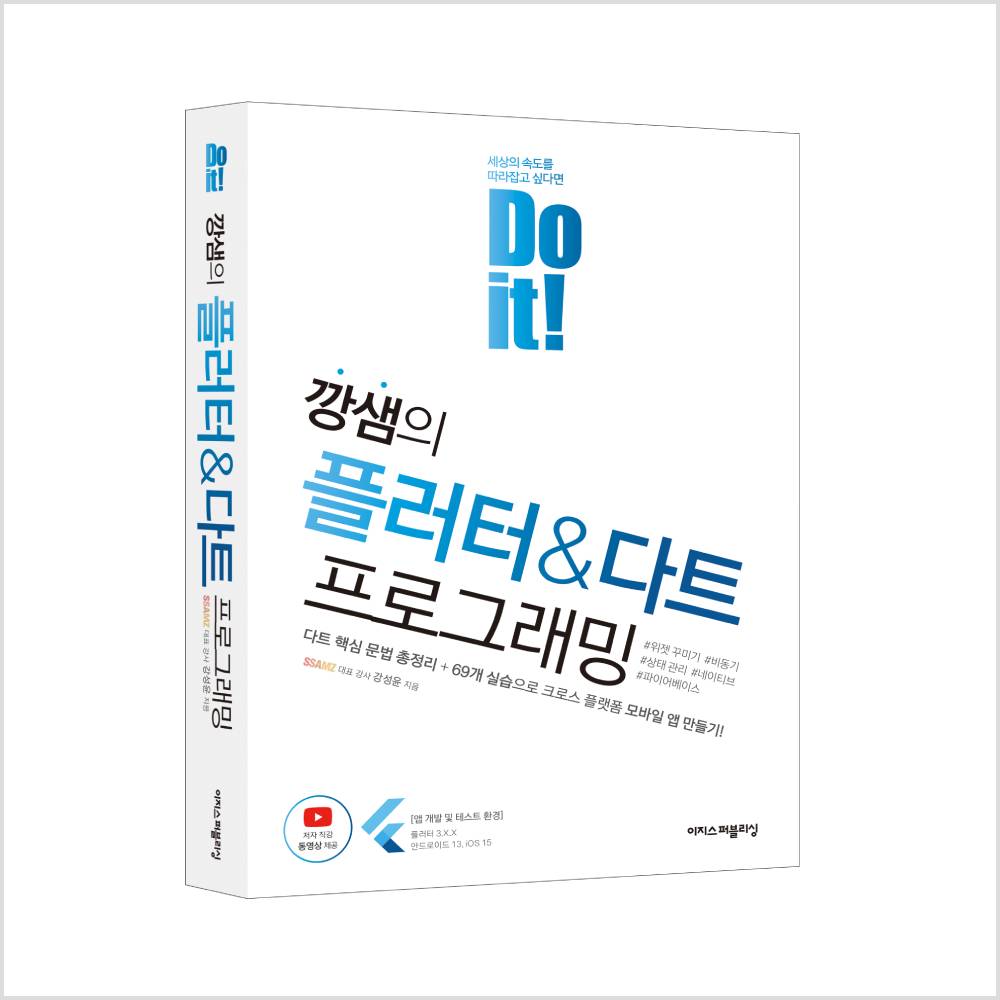 Do it!
깡샘의
플러터&다트
프로그래밍
SSAMZ 대표 강사 강성윤 지음
이지스 퍼블리싱
세상의 속도를
따라잡고 싶다면
Do
it!
깡샘의
플러터&다트
프로그래밍
#위젯 꾸미기 #비동기
#상태 관리 #네이티브
#파이어베이스
다트 핵심 문법 총정리 + 69개 실습으로 크로스 플랫폼 모바일 앱 만들기!
SSAMZ 대표 강사 강성윤 지음
저자 직강
동영상 제공
[앱 개발 및 테스트 환경]
플러터 3.X.X
안드로이드 13, iOS 15
이지스 퍼블리싱